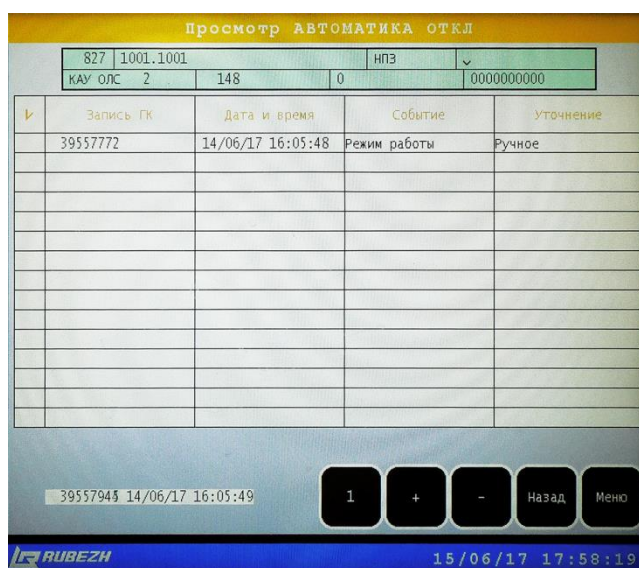 Просмотр АВТОМАТИКА ОТКЛ
827 1001.1001 НПЗ
КАУ ОЛС 2 148 0 0000000000
V Запись ГК Дата и время Событие Уточнение
39557772 14/06/17 16:05:48 Режим работы Ручное
14/06/17 16:05:49
1 + - Назад Меню
RUBEZH 15/06/17 17:58:19